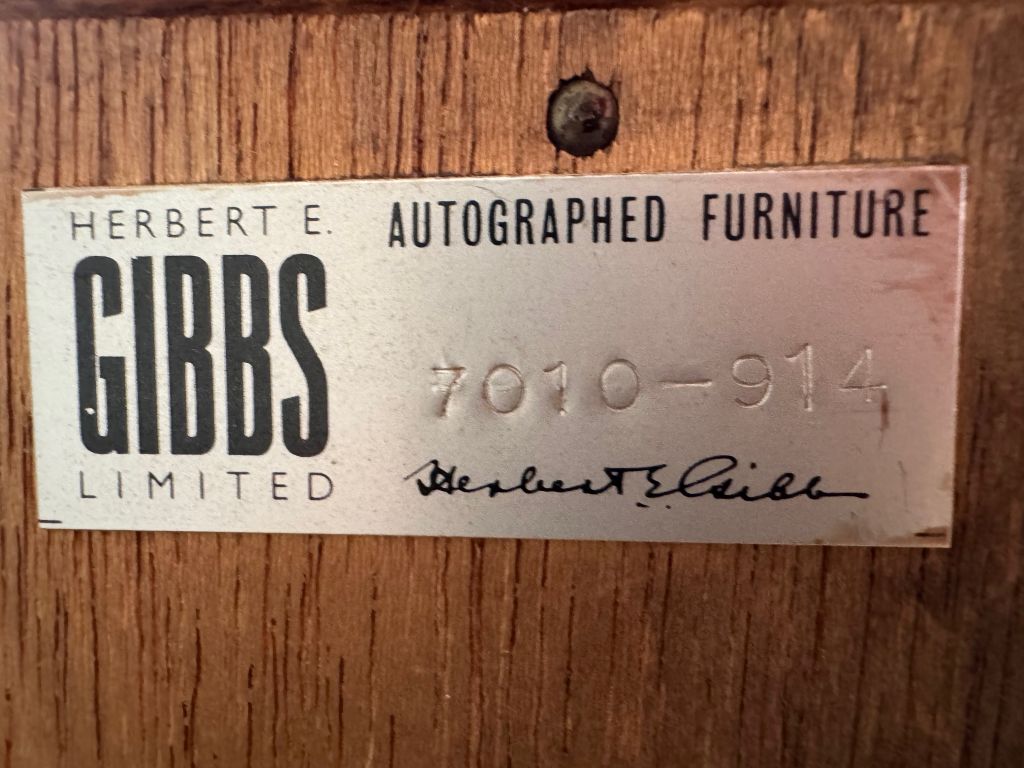 HERBERT E.
GIBBS
LIMITED
AUTOGRAPHED FURNITURE
7010-914
Herbert E Gibbs